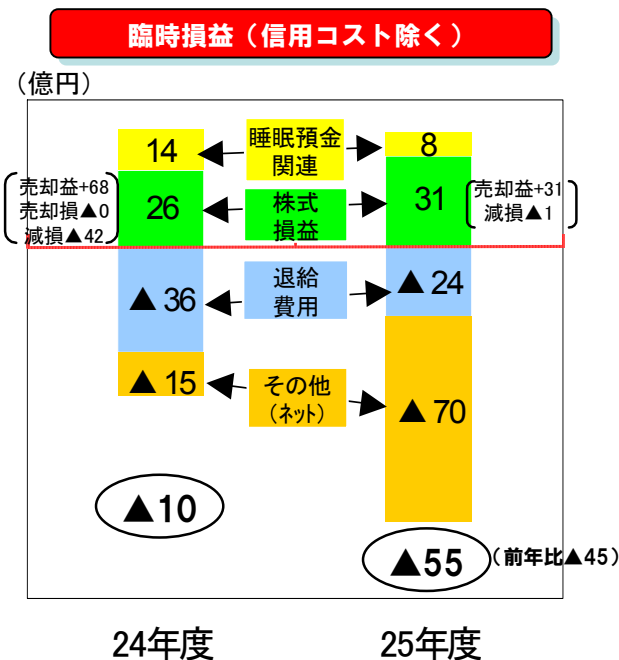 臨時損益（信用コスト除く）
（億円）
14
睡眠預金
関連
8
売却益+68
売却損▲0
減損▲42
26
株式
損益
31
売却益+31
減損▲1
▲36
退給
費用
▲24
▲15
その他
（ネット）
▲70
▲10
▲55
（前年比▲45）
24年度
25年度